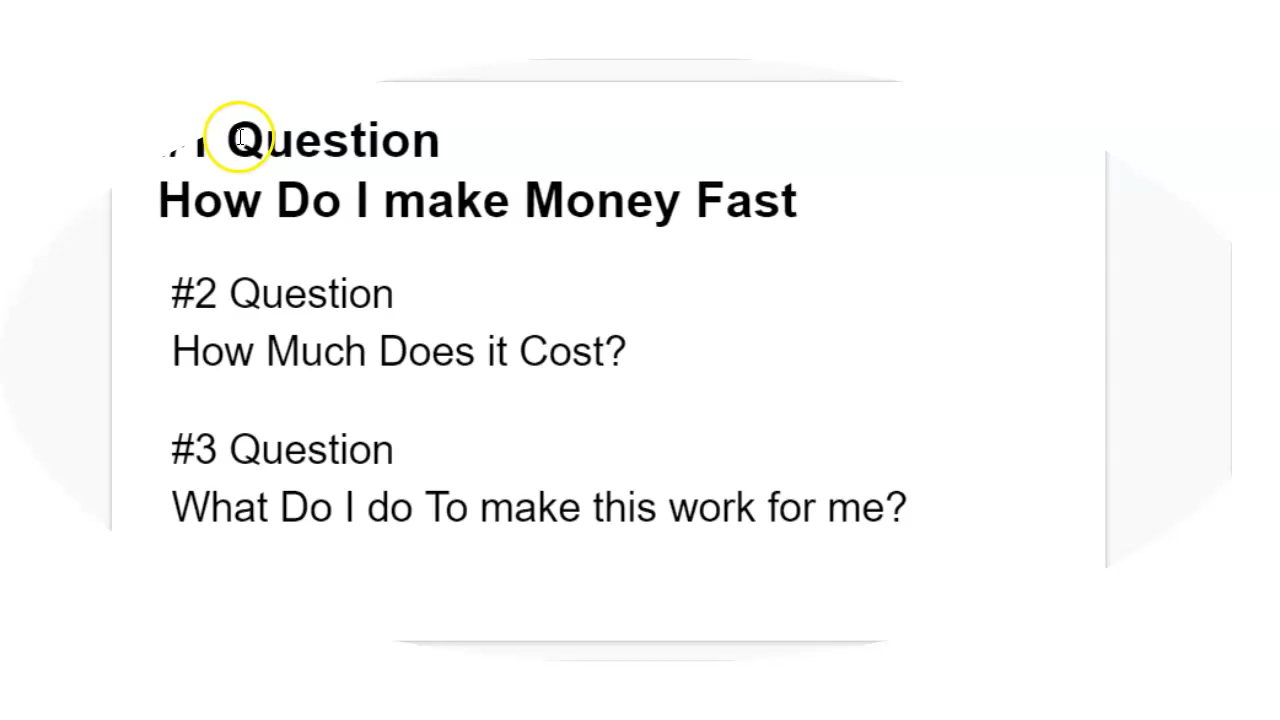 Question
How Do I make Money Fast
#2 Question
How Much Does it Cost?
#3 Question
What Do I do To make this work for me?